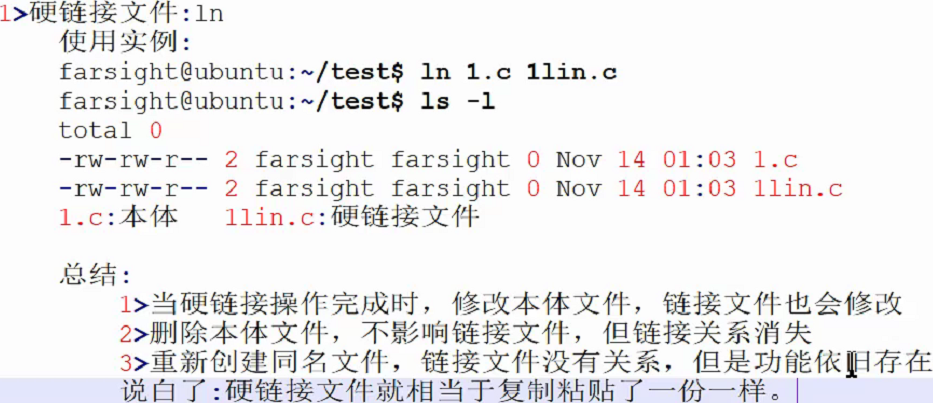 1>硬链接文件:ln
使用实例:
farsight@ubuntu:~/test$ ln 1.c 1lin.c
farsight@ubuntu:~/test$ ls -l
total 0
-rw-rw-r-- 2 farsight farsight 0 Nov 14 01:03 1.c
-rw-rw-r-- 2 farsight farsight 0 Nov 14 01:03 1lin.c
1.c:本体 1lin.c:硬链接文件
总结:
1>当硬链接操作完成时，修改本体文件，链接文件也会修改
2>删除本体文件，不影响链接文件，但链接关系消失
3>重新创建同名文件，链接文件没有关系，但是功能依旧存在
说白了:硬链接文件就相当于复制粘贴了一份一样。